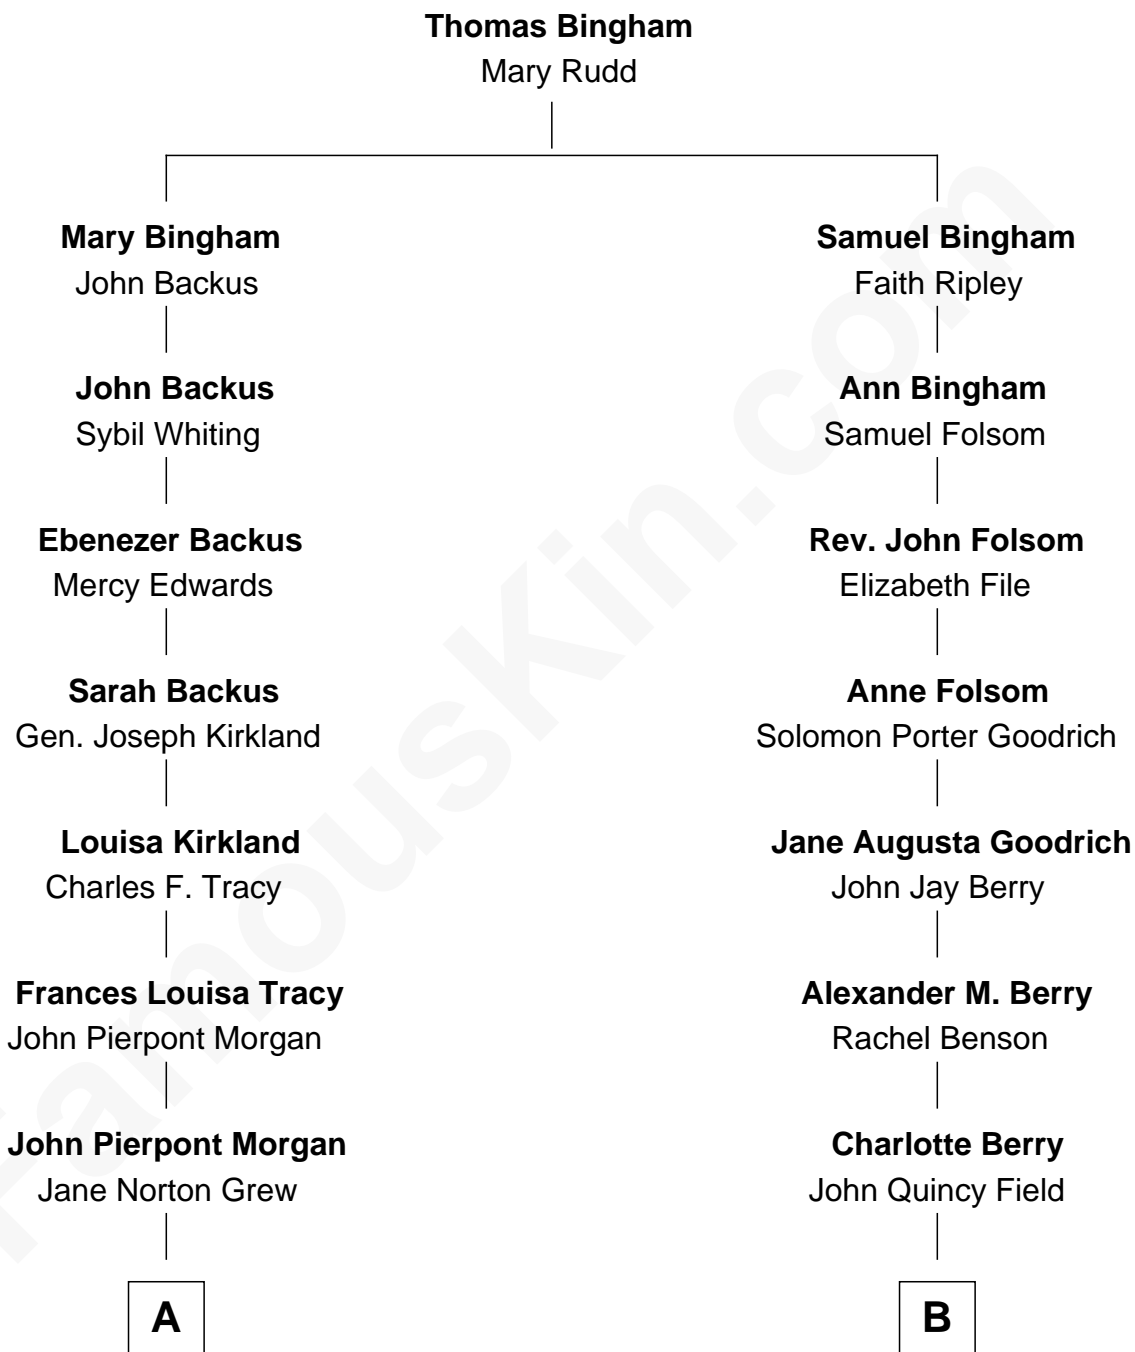 Thomas Bingham
Mary Rudd
Mary Bingham
John Backus
John Backus
Sybil Whiting
Ebenezer Backus
Mercy Edwards
Sarah Backus
Gen. Joseph Kirkland
Louisa Kirkland
Charles F. Tracy
Frances Louisa Tracy
John Pierpont Morgan
John Pierpont Morgan
Jane Norton Grew
A
Samuel Bingham
Faith Ripley
Ann Bingham
Samuel Folsom
Rev. John Folsom
Elizabeth File
Anne Folsom
Solomon Porter Goodrich
Jane Augusta Goodrich
John Jay Berry
Alexander M. Berry
Rachel Benson
Charlotte Berry
John Quincy Field
B
FamousKin.com